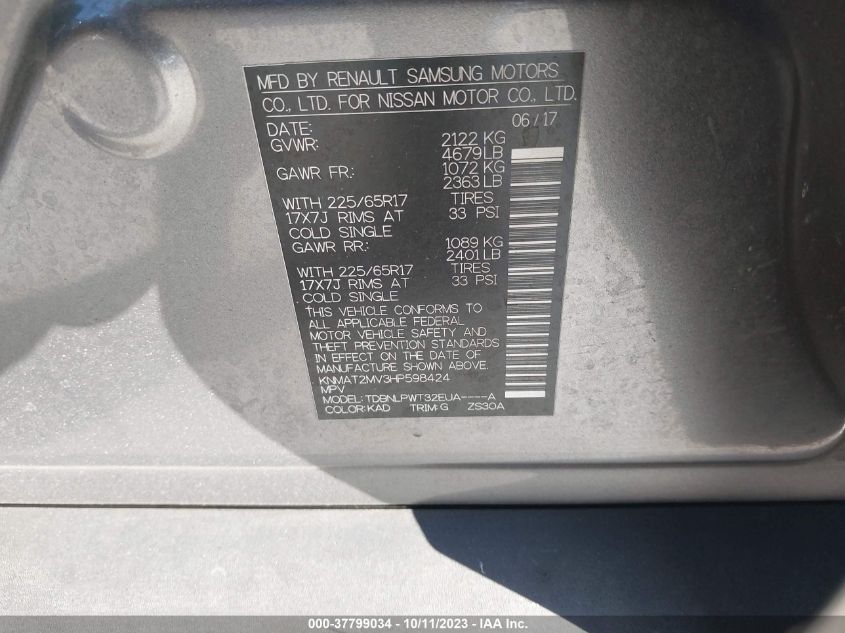 MFD BY RENAULT SAMSUNG MOTORS
CO., LTD. FOR NISSAN MOTOR CO., LTD.
DATE: 06/17
GVWR: 2122 KG
4679 LB
GAWR FR.: 1072 KG
2363 LB
WITH 225/65R17 TIRES
17X7J RIMS AT 33 PSI
COLD SINGLE
GAWR RR.: 1089 KG
2401 LB
WITH 225/65R17 TIRES
17X7J RIMS AT 33 PSI
COLD SINGLE
THIS VEHICLE CONFORMS TO
ALL APPLICABLE FEDERAL
MOTOR VEHICLE SAFETY AND
THEFT PREVENTION STANDARDS
IN EFFECT ON THE DATE OF
MANUFACTURE SHOWN ABOVE.
KNMAT2MV3HP598424
MPV
MODEL: TDBNLPWT32EUA----A
COLOR:KAD TRIM:G ZS30A
000-37799034 - 10/11/2023 - IAA Inc.